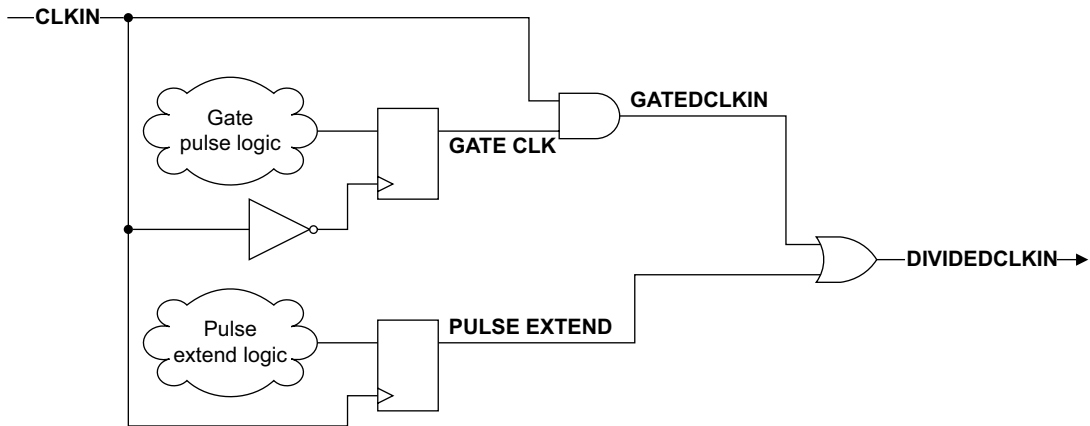 CLKIN
Gate
pulse logic
GATE CLK
GATEDCLKIN
DIVIDEDCLKIN
Pulse
extend logic
PULSE EXTEND